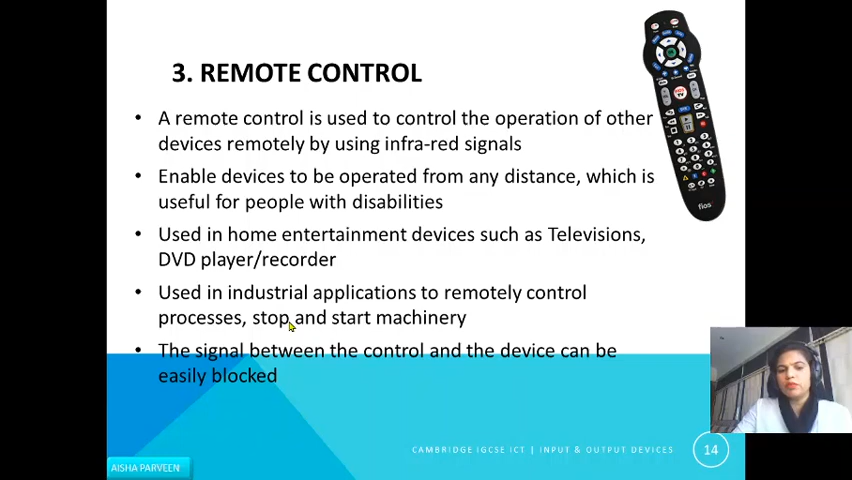 3. REMOTE CONTROL
• A remote control is used to control the operation of other
devices remotely by using infra-red signals
• Enable devices to be operated from any distance, which is
useful for people with disabilities
• Used in home entertainment devices such as Televisions,
DVD player/recorder
• Used in industrial applications to remotely control
processes, stop and start machinery
• The signal between the control and the device can be
easily blocked
fios
CAMBRIDGE IGCSE ICT | INPUT & OUTPUT DEVICES
14
AISHA PARVEEN